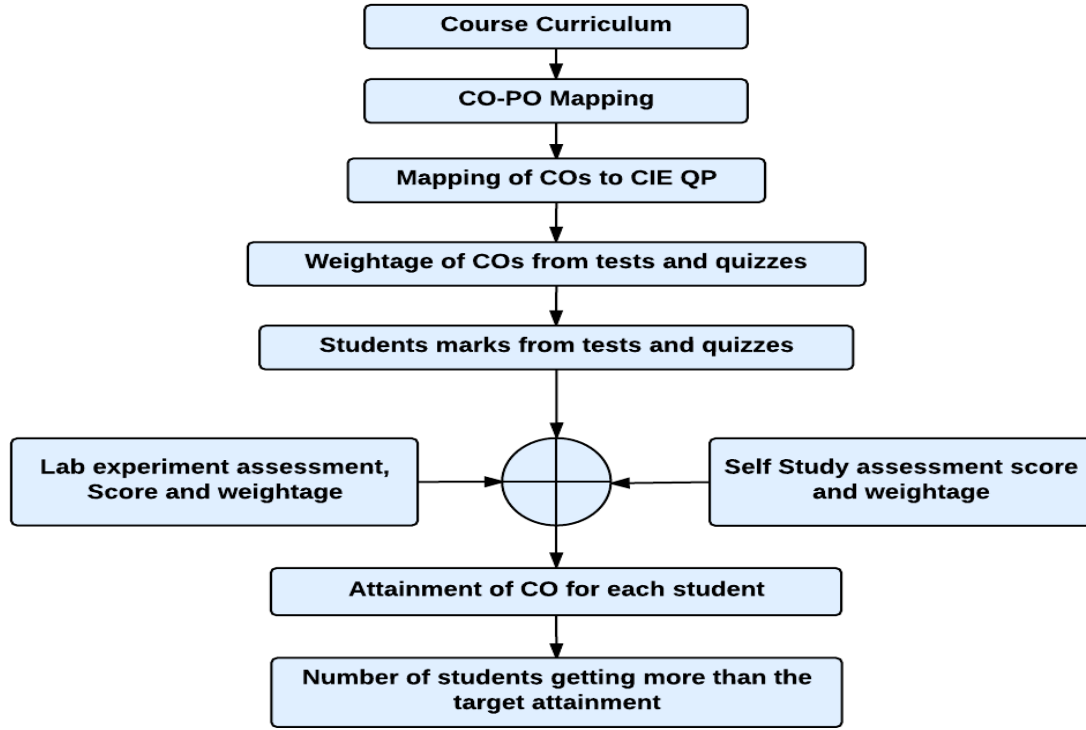 Course Curriculum
CO-PO Mapping
Mapping of COs to CIE QP
Weightage of COs from tests and quizzes
Students marks from tests and quizzes
Lab experiment assessment,
Score and weightage
Self Study assessment score
and weightage
Attainment of CO for each student
Number of students getting more than the
target attainment